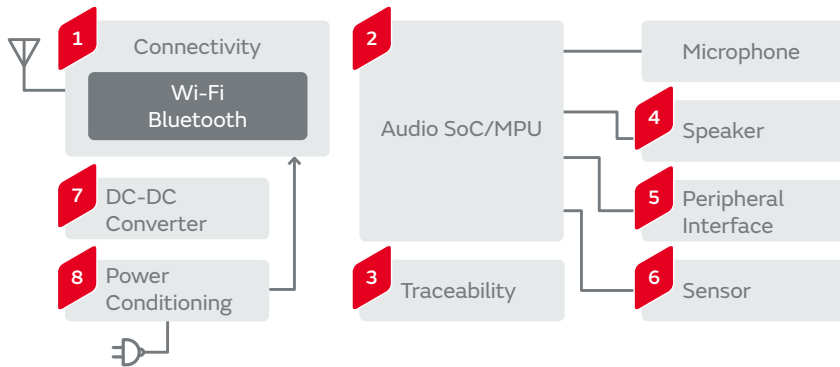 1
Connectivity
Wi-Fi
Bluetooth
7
DC-DC
Converter
8
Power
Conditioning
2
Audio SoC/MPU
3
Traceability
Microphone
4
Speaker
5
Peripheral
Interface
6
Sensor